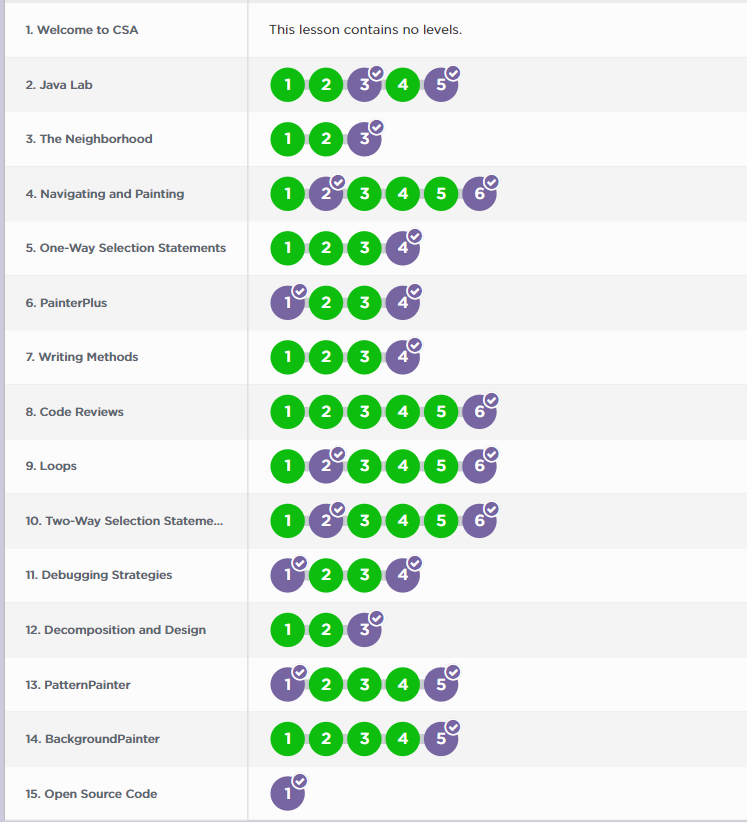 1. Welcome to CSA This lesson contains no levels.
2. Java Lab 1 2 3 4 5
3. The Neighborhood 1 2 3
4. Navigating and Painting 1 2 3 4 5 6
5. One-Way Selection Statements 1 2 3 4
6. PainterPlus 1 2 3 4
7. Writing Methods 1 2 3 4
8. Code Reviews 1 2 3 4 5 6
9. Loops 1 2 3 4 5 6
10. Two-Way Selection Stateme... 1 2 3 4 5 6
11. Debugging Strategies 1 2 3 4
12. Decomposition and Design 1 2 3
13. PatternPainter 1 2 3 4 5
14. BackgroundPainter 1 2 3 4 5
15. Open Source Code 1